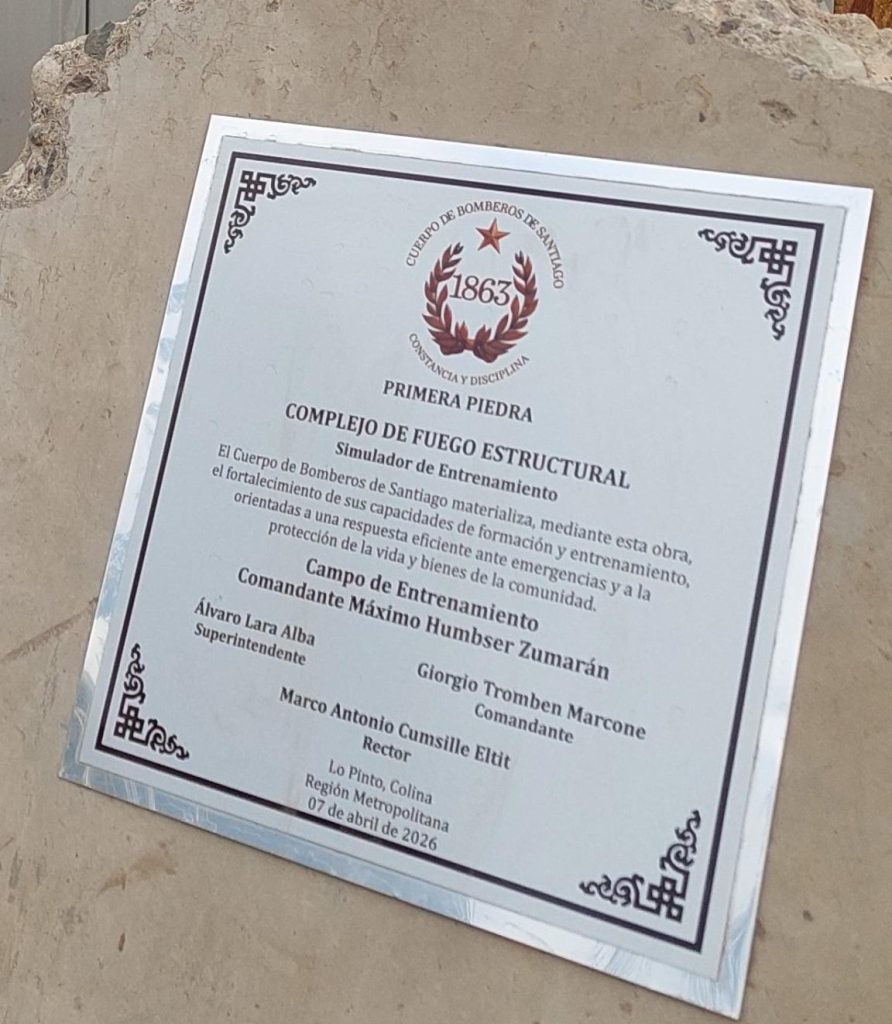 CUERPO DE BOMBEROS DE SANTIAGO
1863
CONSTANCIA Y DISCIPLINA
PRIMERA PIEDRA
COMPLEJO DE FUEGO ESTRUCTURAL
Simulador de Entrenamiento
El Cuerpo de Bomberos de Santiago materializa, mediante esta obra,
el fortalecimiento de sus capacidades de formación y entrenamiento,
orientadas a una respuesta eficiente ante emergencias y a la
protección de la vida y bienes de la comunidad.
Campo de Entrenamiento
Comandante Máximo Humbser Zumarán
Álvaro Lara Alba
Superintendente
Giorgio Tromben Marcone
Comandante
Marco Antonio Cumsille Eltit
Rector
Lo Pinto, Colina
Región Metropolitana
07 de abril de 2026